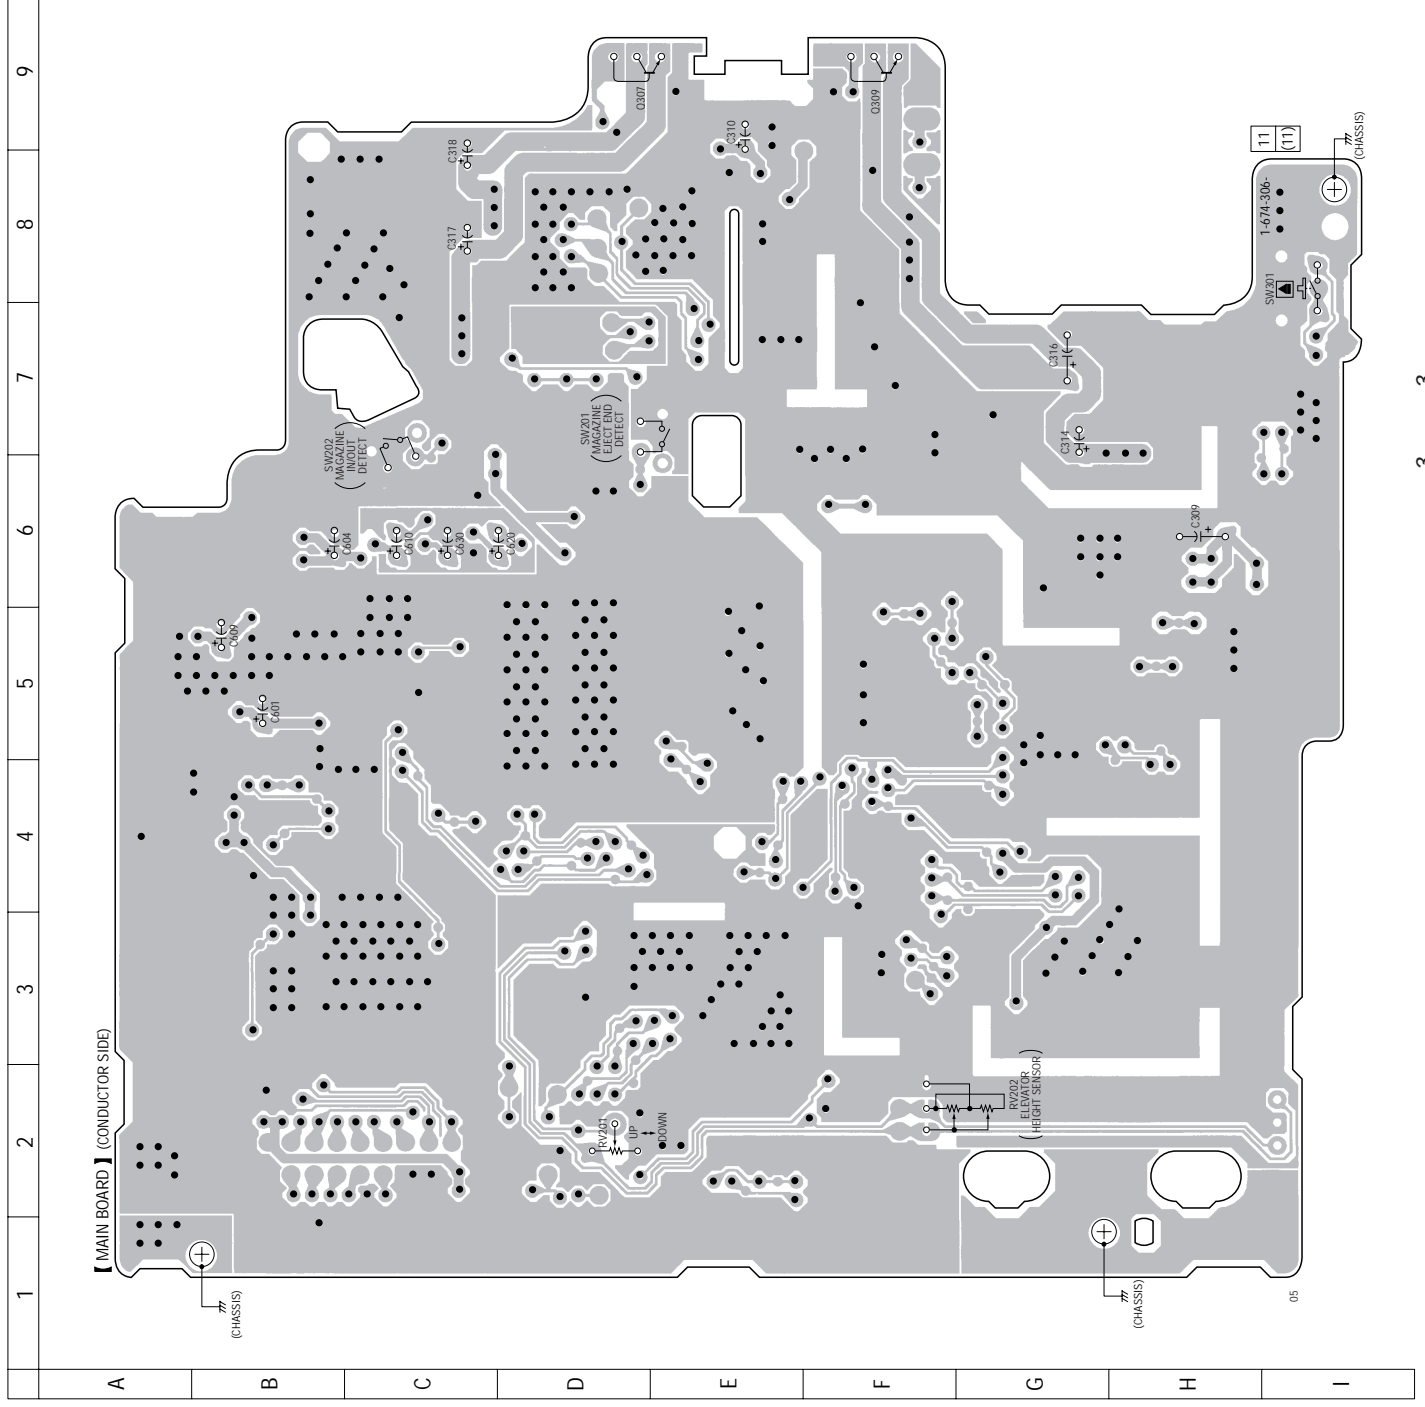 【 MAIN BOARD 】 (CONDUCTOR SIDE)
9
8
7
6
5
4
3
2
1
A
B
C
D
E
F
G
H
I
Q307
Q309
C310
C318
C317
11
(11)
(CHASSIS)
1-674-306-
SW301
C316
C314
SW202
MAGAZINE
IN/OUT
DETECT
SW201
MAGAZINE
EJECT END
DETECT
C604
C610
C630
C620
C309
C609
C601
RV201
UP
DOWN
RV202
ELEVATOR
HEIGHT SENSOR
(CHASSIS)
(CHASSIS)
05